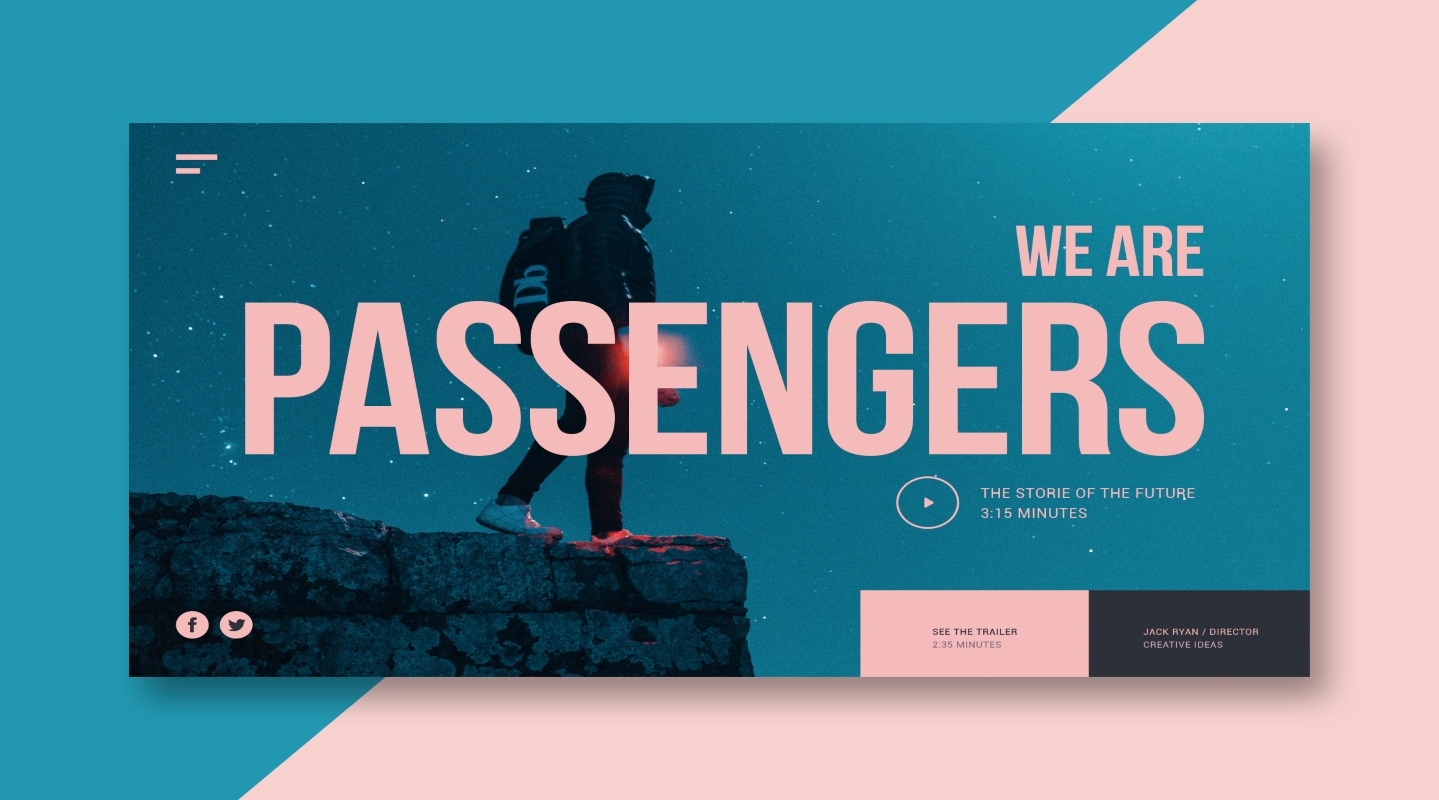 Db
WE ARE
PASSENGERS
THE STORIE OF THE FUTURE
3:15 MINUTES
SEE THE TRAILER
2:35 MINUTES
JACK RYAN / DIRECTOR
CREATIVE IDEAS